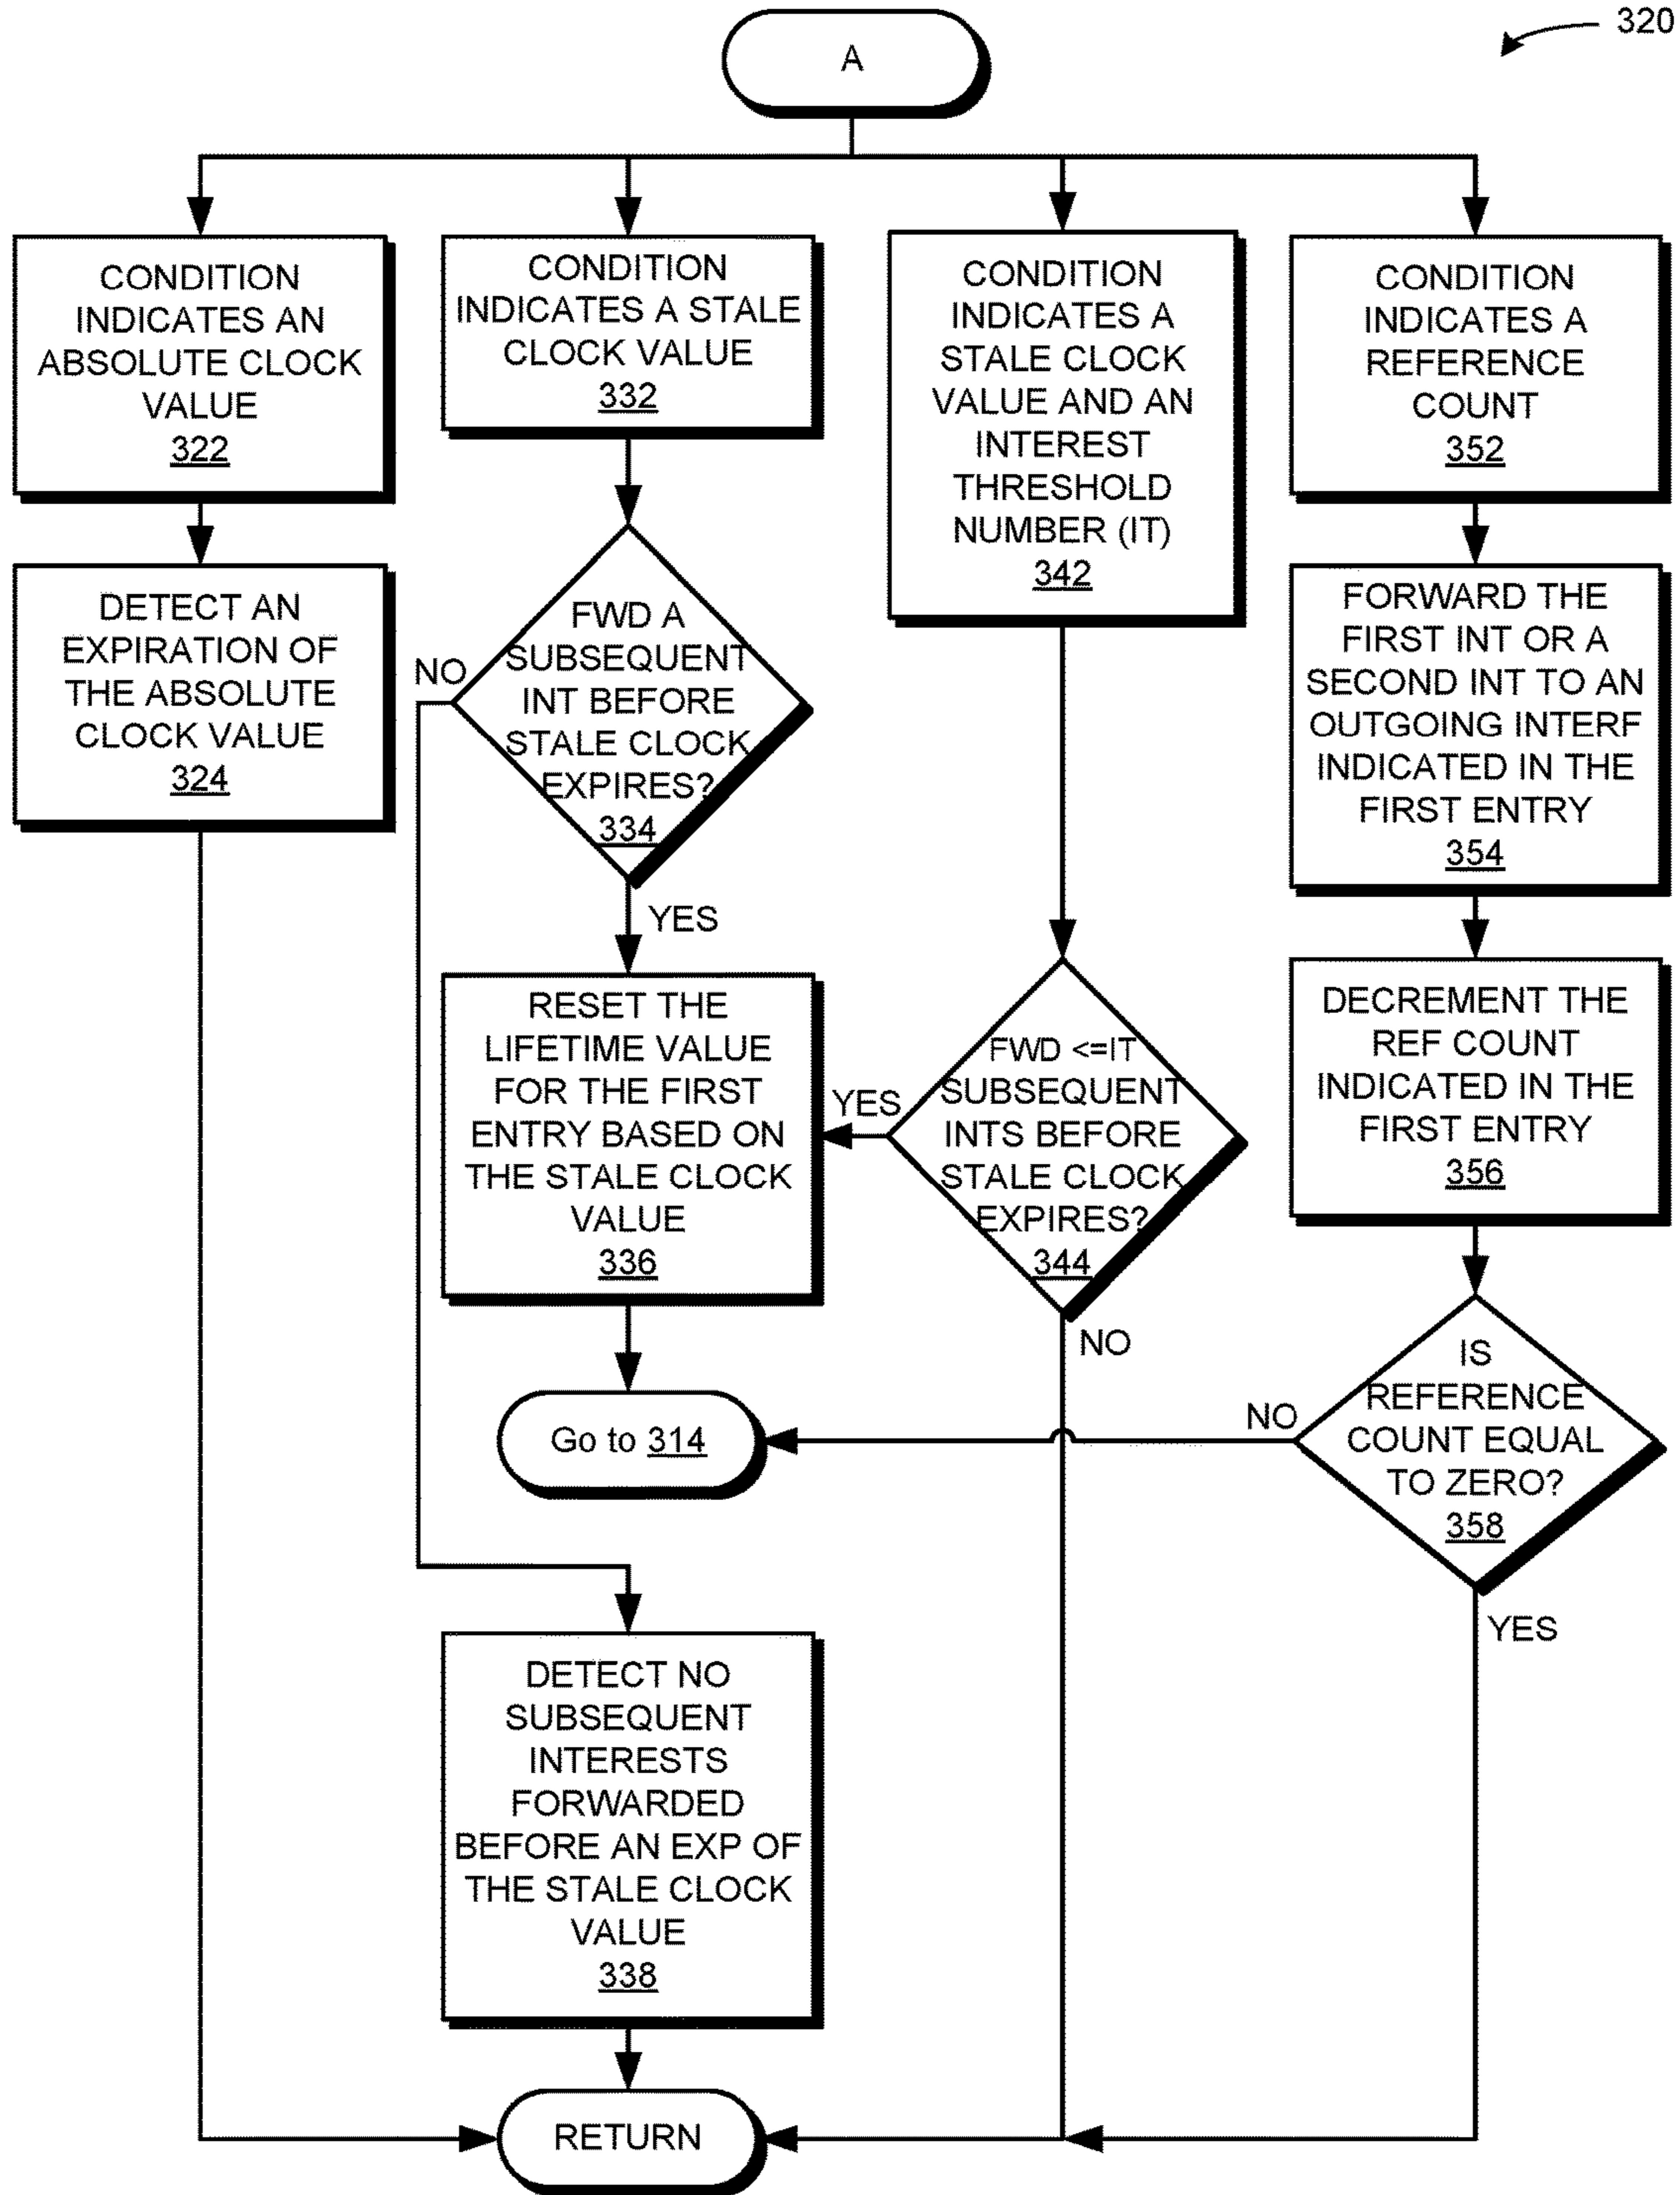 320
A
CONDITION
INDICATES AN
ABSOLUTE CLOCK
VALUE
322
DETECT AN
EXPIRATION OF
THE ABSOLUTE
CLOCK VALUE
324
CONDITION
INDICATES A STALE
CLOCK VALUE
332
FWD A
SUBSEQUENT
INT BEFORE
STALE CLOCK
EXPIRES?
334
NO
YES
RESET THE
LIFETIME VALUE
FOR THE FIRST
ENTRY BASED ON
THE STALE CLOCK
VALUE
336
Go to 314
DETECT NO
SUBSEQUENT
INTERESTS
FORWARDED
BEFORE AN EXP OF
THE STALE CLOCK
VALUE
338
RETURN
CONDITION
INDICATES A
STALE CLOCK
VALUE AND AN
INTEREST
THRESHOLD
NUMBER (IT)
342
FWD <=IT
SUBSEQUENT
INTS BEFORE
STALE CLOCK
EXPIRES?
344
YES
NO
CONDITION
INDICATES A
REFERENCE
COUNT
352
FORWARD THE
FIRST INT OR A
SECOND INT TO AN
OUTGOING INTERF
INDICATED IN THE
FIRST ENTRY
354
DECREMENT THE
REF COUNT
INDICATED IN THE
FIRST ENTRY
356
IS
REFERENCE
COUNT EQUAL
TO ZERO?
358
NO
YES